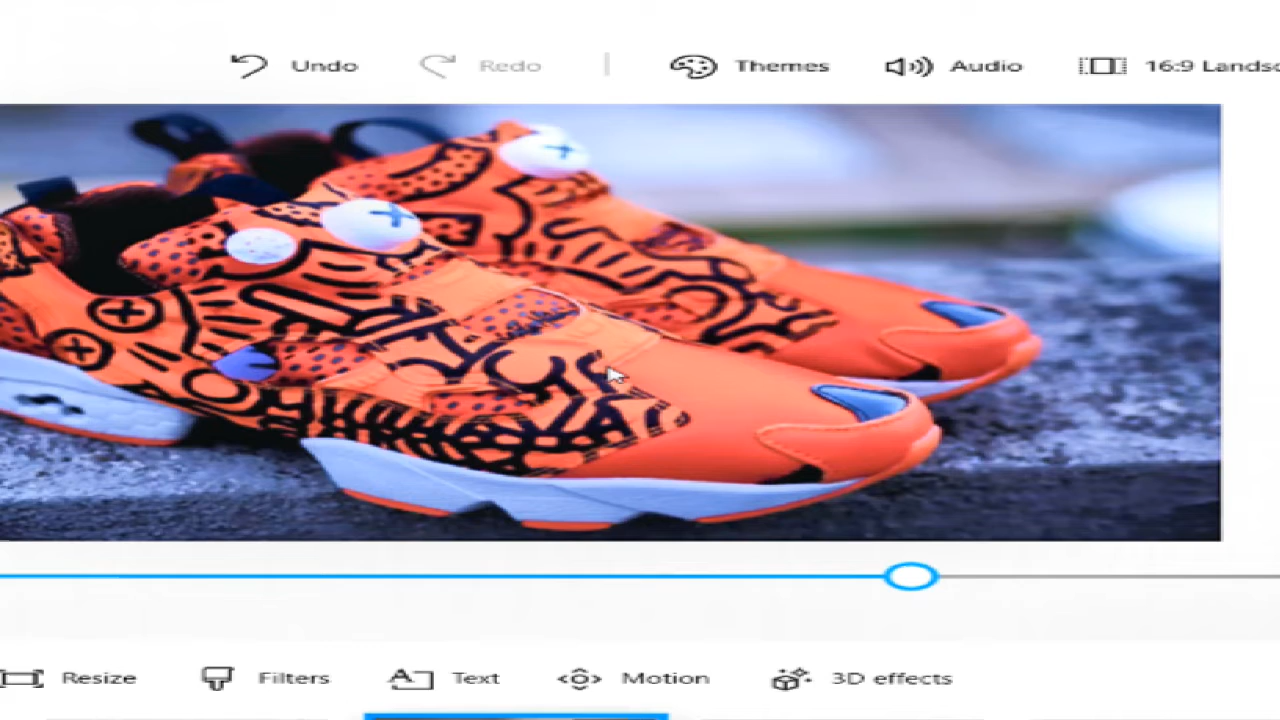 Undo Redo Themes Audio 16:9 Landsc
Resize Filters Text Motion 3D effects